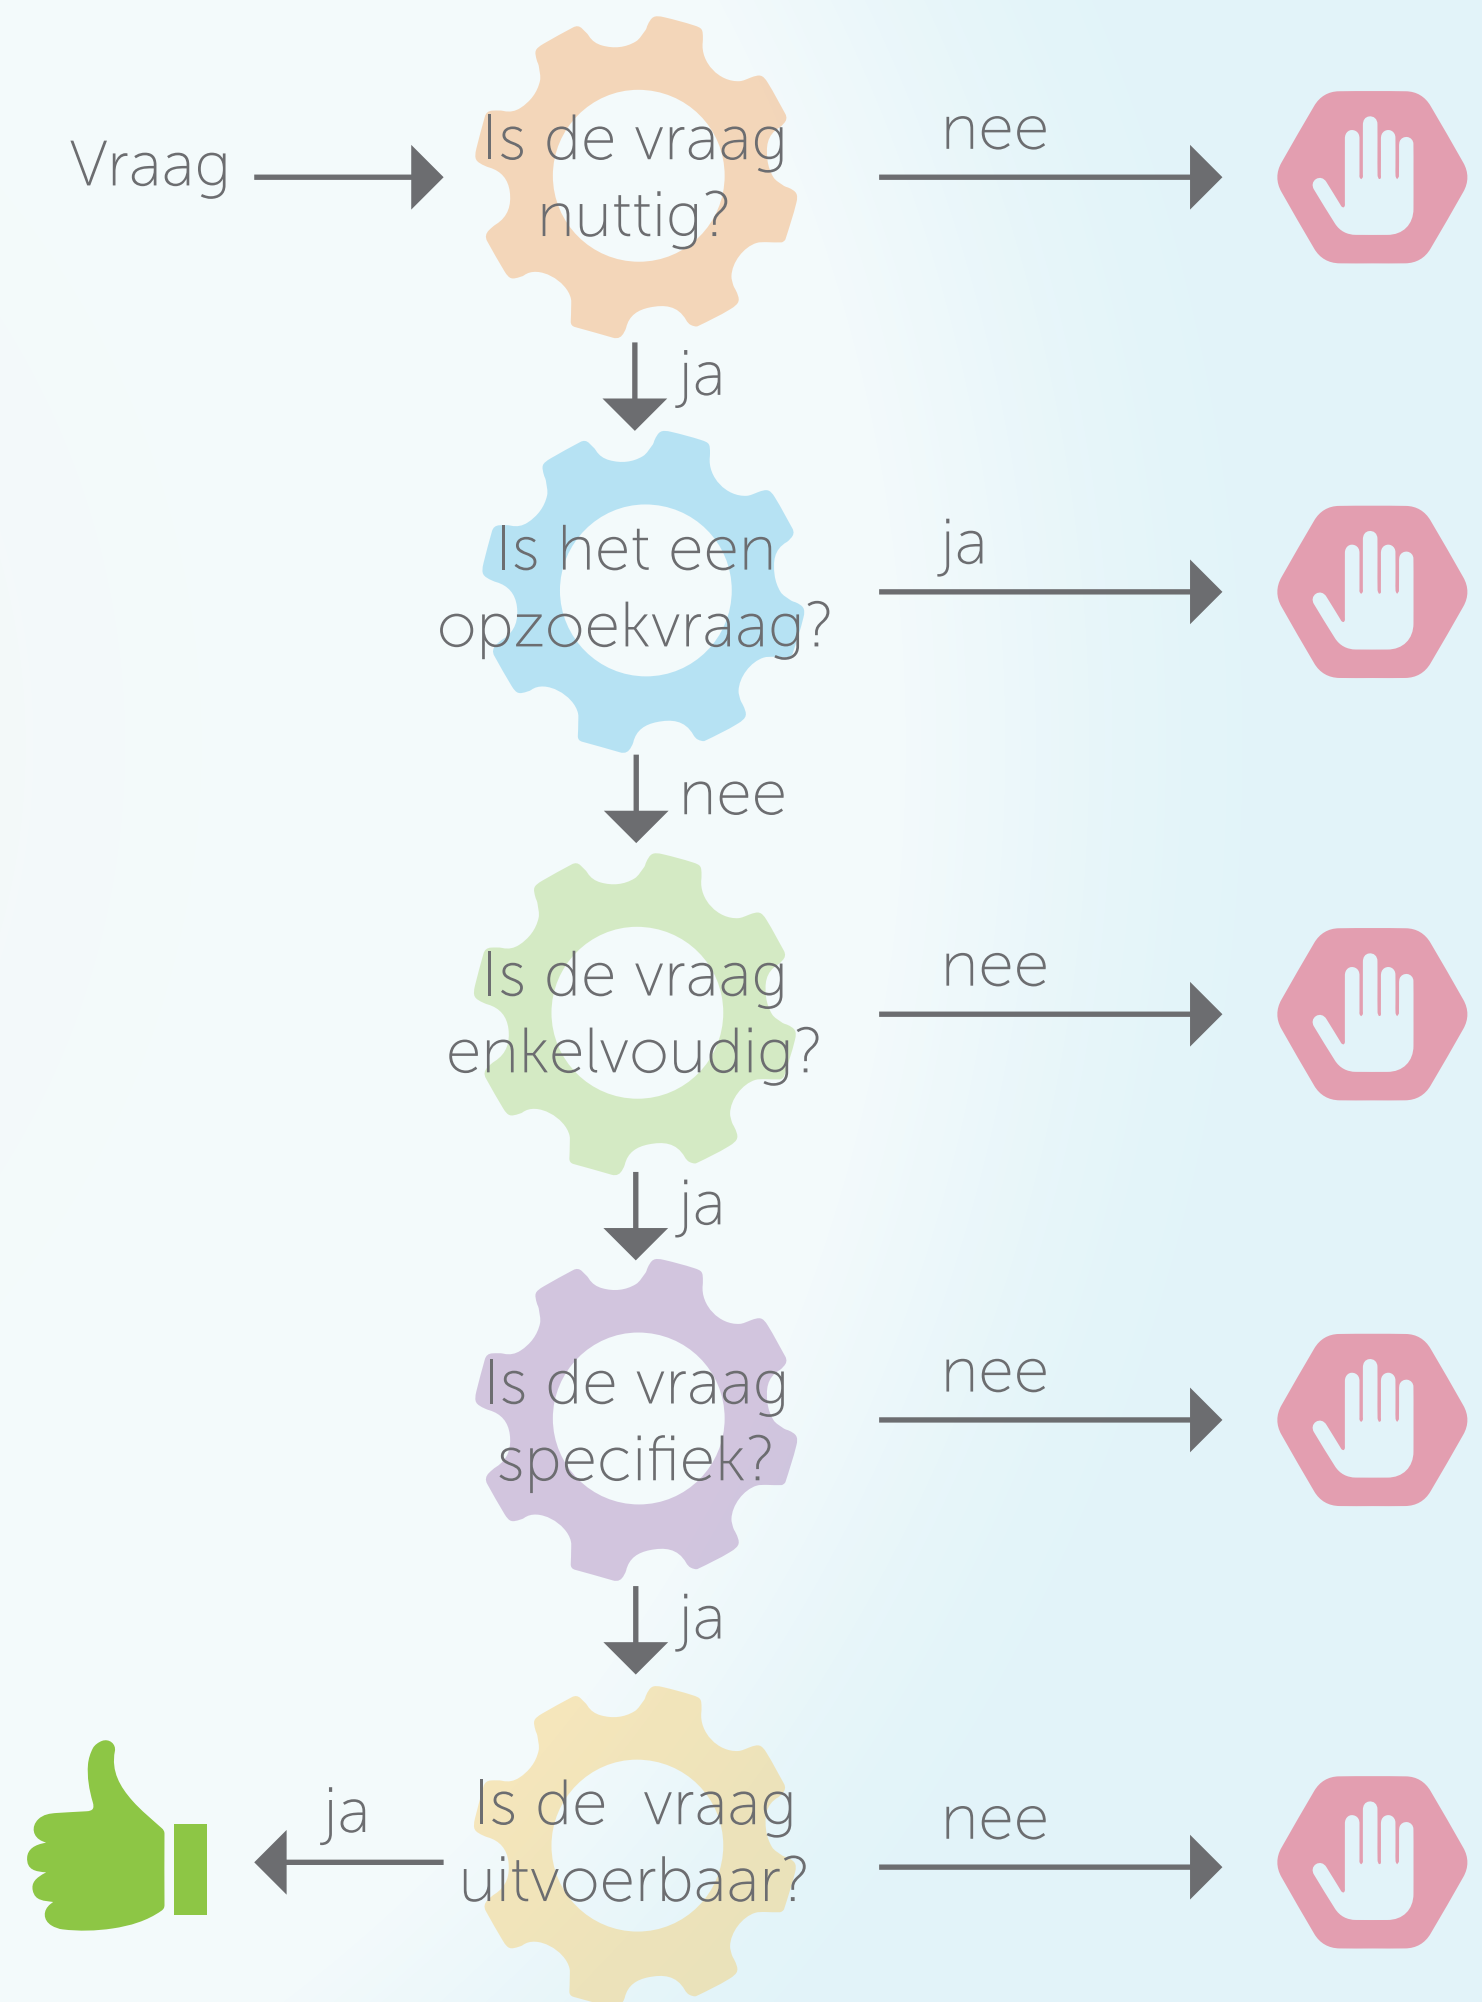 Vraag
Is de vraag
nuttig?
nee
ja
Is het een
opzoekvraag?
ja
nee
Is de vraag
enkelvoudig?
nee
ja
Is de vraag
specifiek?
nee
ja
ja
Is de vraag
uitvoerbaar?
nee